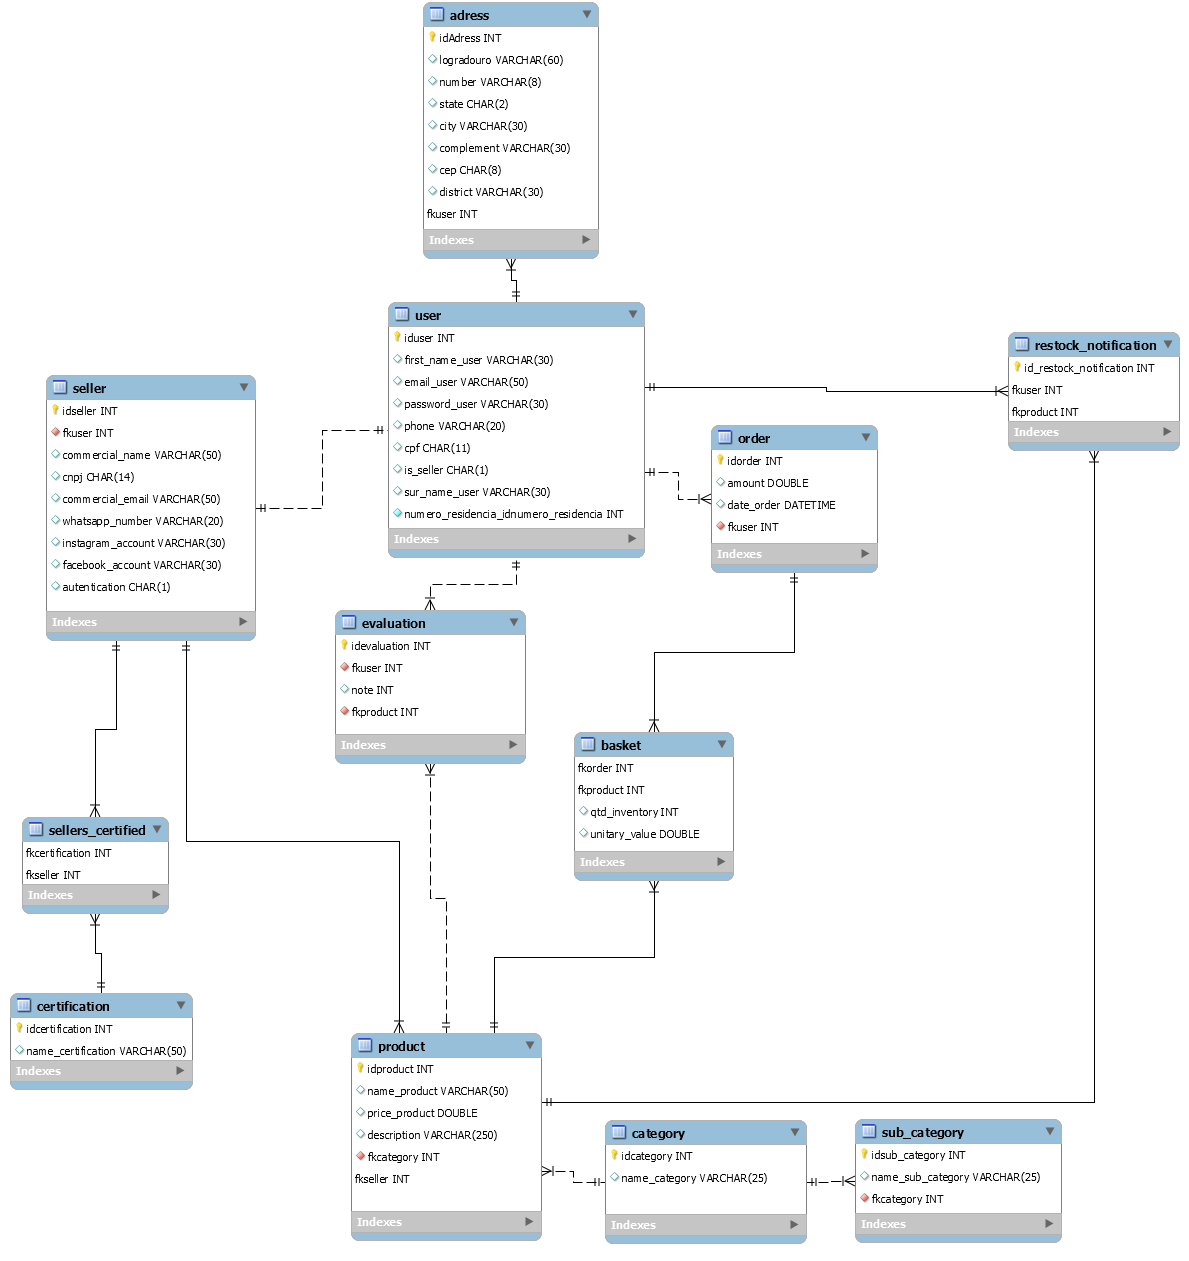 adress
idAdress INT
logradouro VARCHAR(60)
number VARCHAR(8)
state CHAR(2)
city VARCHAR(30)
complement VARCHAR(30)
cep CHAR(8)
district VARCHAR(30)
fkuser INT
Indexes
user
iduser INT
first_name_user VARCHAR(30)
email_user VARCHAR(50)
password_user VARCHAR(30)
phone VARCHAR(20)
cpf CHAR(11)
is_seller CHAR(1)
sur_name_user VARCHAR(30)
numero_residencia_idnumero_residencia INT
Indexes
restock_notification
id_restock_notification INT
fkuser INT
fkproduct INT
Indexes
seller
idseller INT
fkuser INT
commercial_name VARCHAR(50)
cnpj CHAR(14)
commercial_email VARCHAR(50)
whatsapp_number VARCHAR(20)
instagram_account VARCHAR(30)
facebook_account VARCHAR(30)
autentication CHAR(1)
Indexes
order
idorder INT
amount DOUBLE
date_order DATETIME
fkuser INT
Indexes
evaluation
idevaluation INT
fkuser INT
note INT
fkproduct INT
Indexes
basket
fkorder INT
fkproduct INT
qtd_inventory INT
unitary_value DOUBLE
Indexes
sellers_certified
fkcertification INT
fkseller INT
Indexes
certification
idcertification INT
name_certification VARCHAR(50)
Indexes
product
idproduct INT
name_product VARCHAR(50)
price_product DOUBLE
description VARCHAR(250)
fkcategory INT
fkseller INT
Indexes
category
idcategory INT
name_category VARCHAR(25)
Indexes
sub_category
idsub_category INT
name_sub_category VARCHAR(25)
fkcategory INT
Indexes